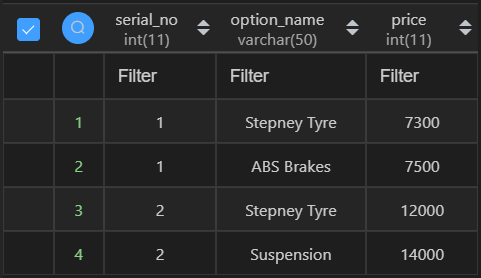 serial_no option_name price
int(11) varchar(50) int(11)
Filter Filter Filter
1 1 Stepney Tyre 7300
2 1 ABS Brakes 7500
3 2 Stepney Tyre 12000
4 2 Suspension 14000